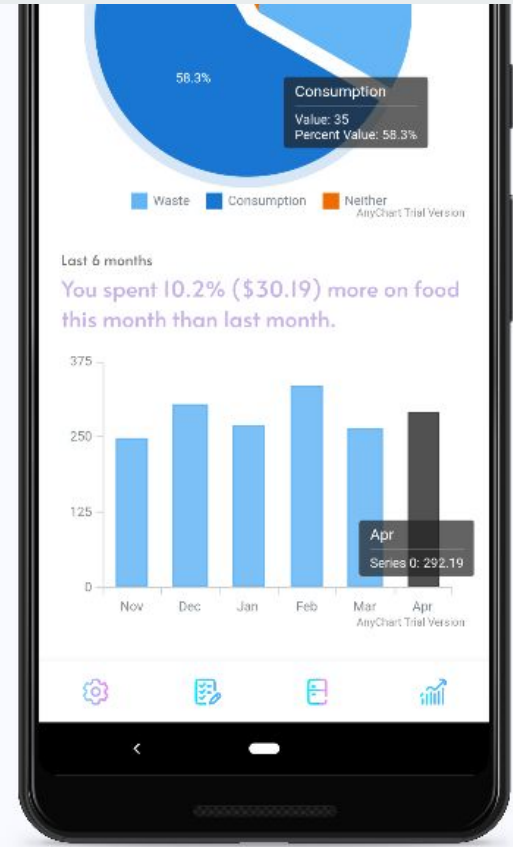 58.3%
Consumption
Value: 35
Percent Value: 58.3%
Waste Consumption Neither
AnyChart Trial Version
Last 6 months
You spent 10.2% ($30.19) more on food
this month than last month.
375
250
125
0
Apr
Series 0: 292.19
Nov Dec Jan Feb Mar Apr
AnyChart Trial Version